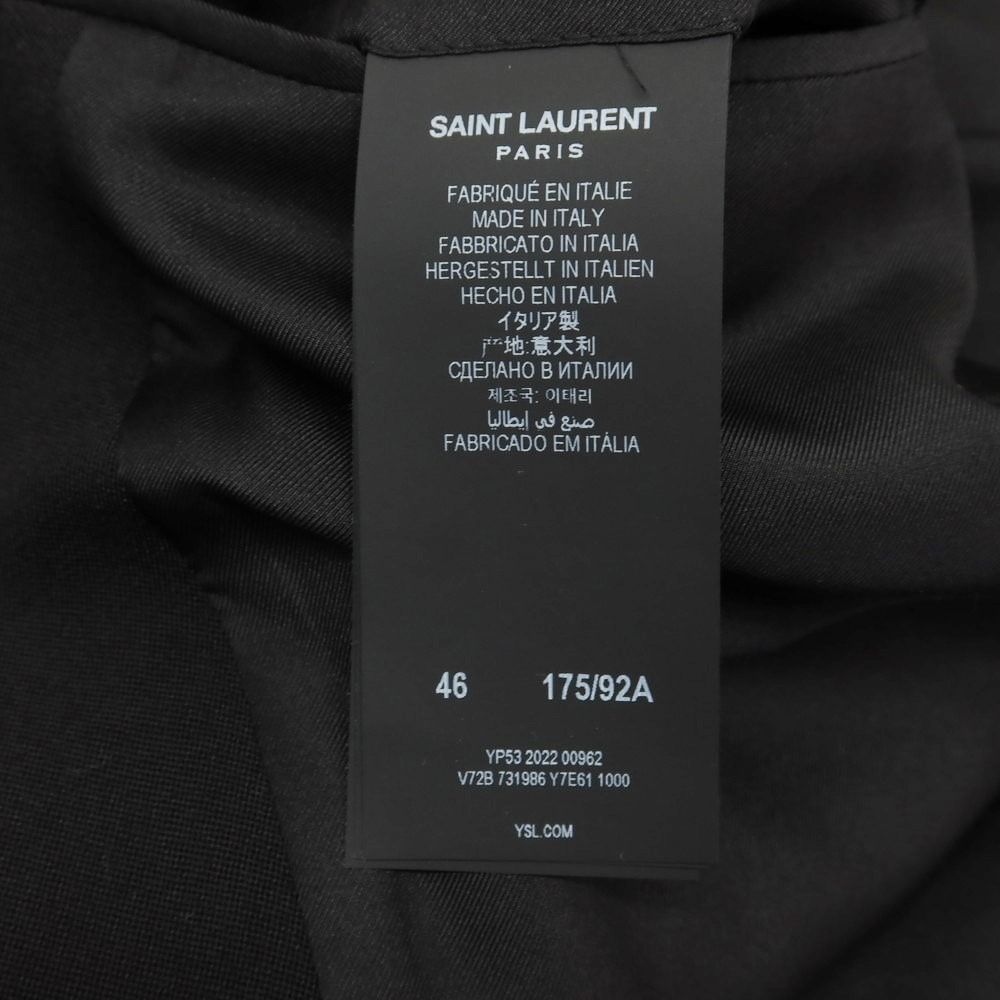 SAINT LAURENT
PARIS
FABRIQUÉ EN ITALIE
MADE IN ITALY
FABBRICATO IN ITALIA
HERGESTELLT IN ITALIEN
HECHO EN ITALIA
イタリア製
产地:意大利
СДЕЛАНО В ИТАЛИИ
제조국: 이태리
صنع في إيطاليا
FABRICADO EM ITÁLIA
46 175/92A
YP53 2022 00962
V72B 731986 Y7E61 1000
YSL.COM